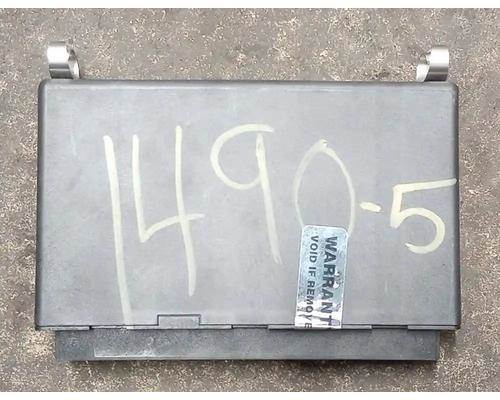 1490-5
WARRANT
VOID IF REMOVE